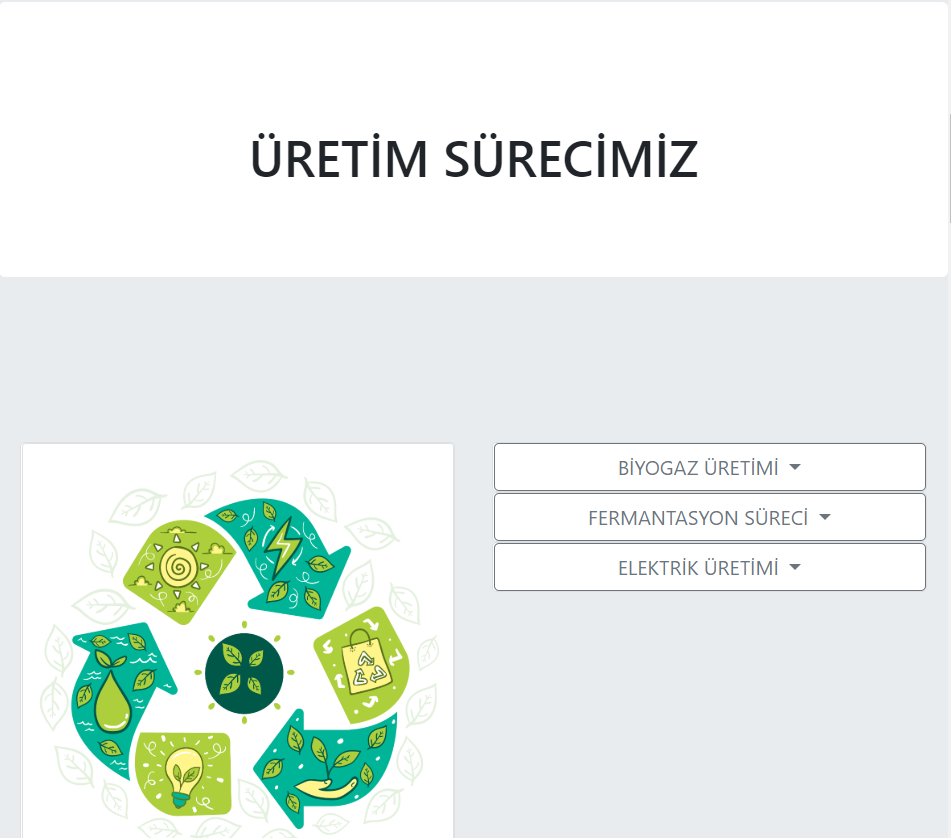 ÜRETİM SÜRECİMİZ
BİYOGAZ ÜRETİMİ
FERMANTASYON SÜRECİ
ELEKTRİK ÜRETİMİ